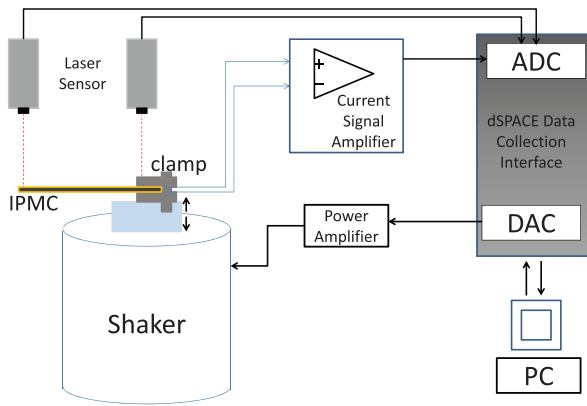 Laser
Sensor
ADC
+
−
Current
Signal
Amplifier
dSPACE Data
Collection
Interface
clamp
IPMC
Power
Amplifier
DAC
Shaker
PC